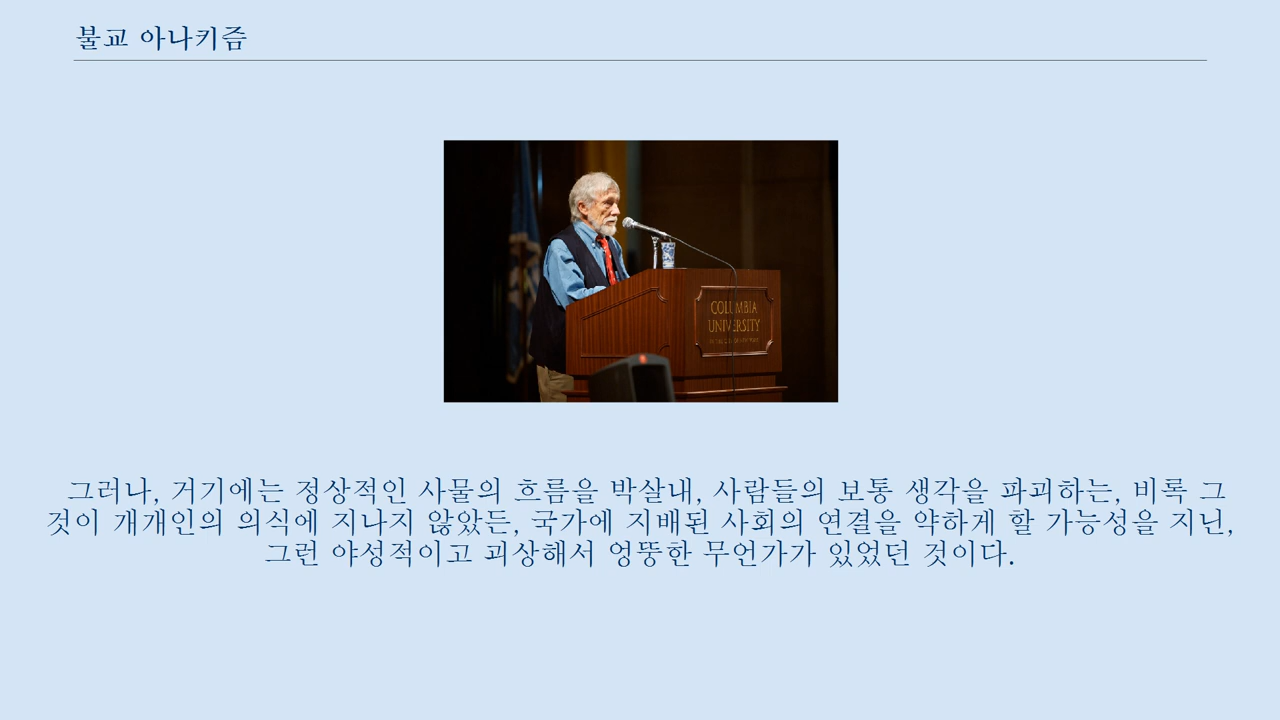 불교 아나키즘
COLUMBIA
UNIVERSITY
그러나, 거기에는 정상적인 사물의 흐름을 박살내, 사람들의 보통 생각을 파괴하는, 비록 그
것이 개개인의 의식에 지나지 않았든, 국가에 지배된 사회의 연결을 약하게 할 가능성을 지닌,
그런 야성적이고 괴상해서 엉뚱한 무언가가 있었던 것이다.